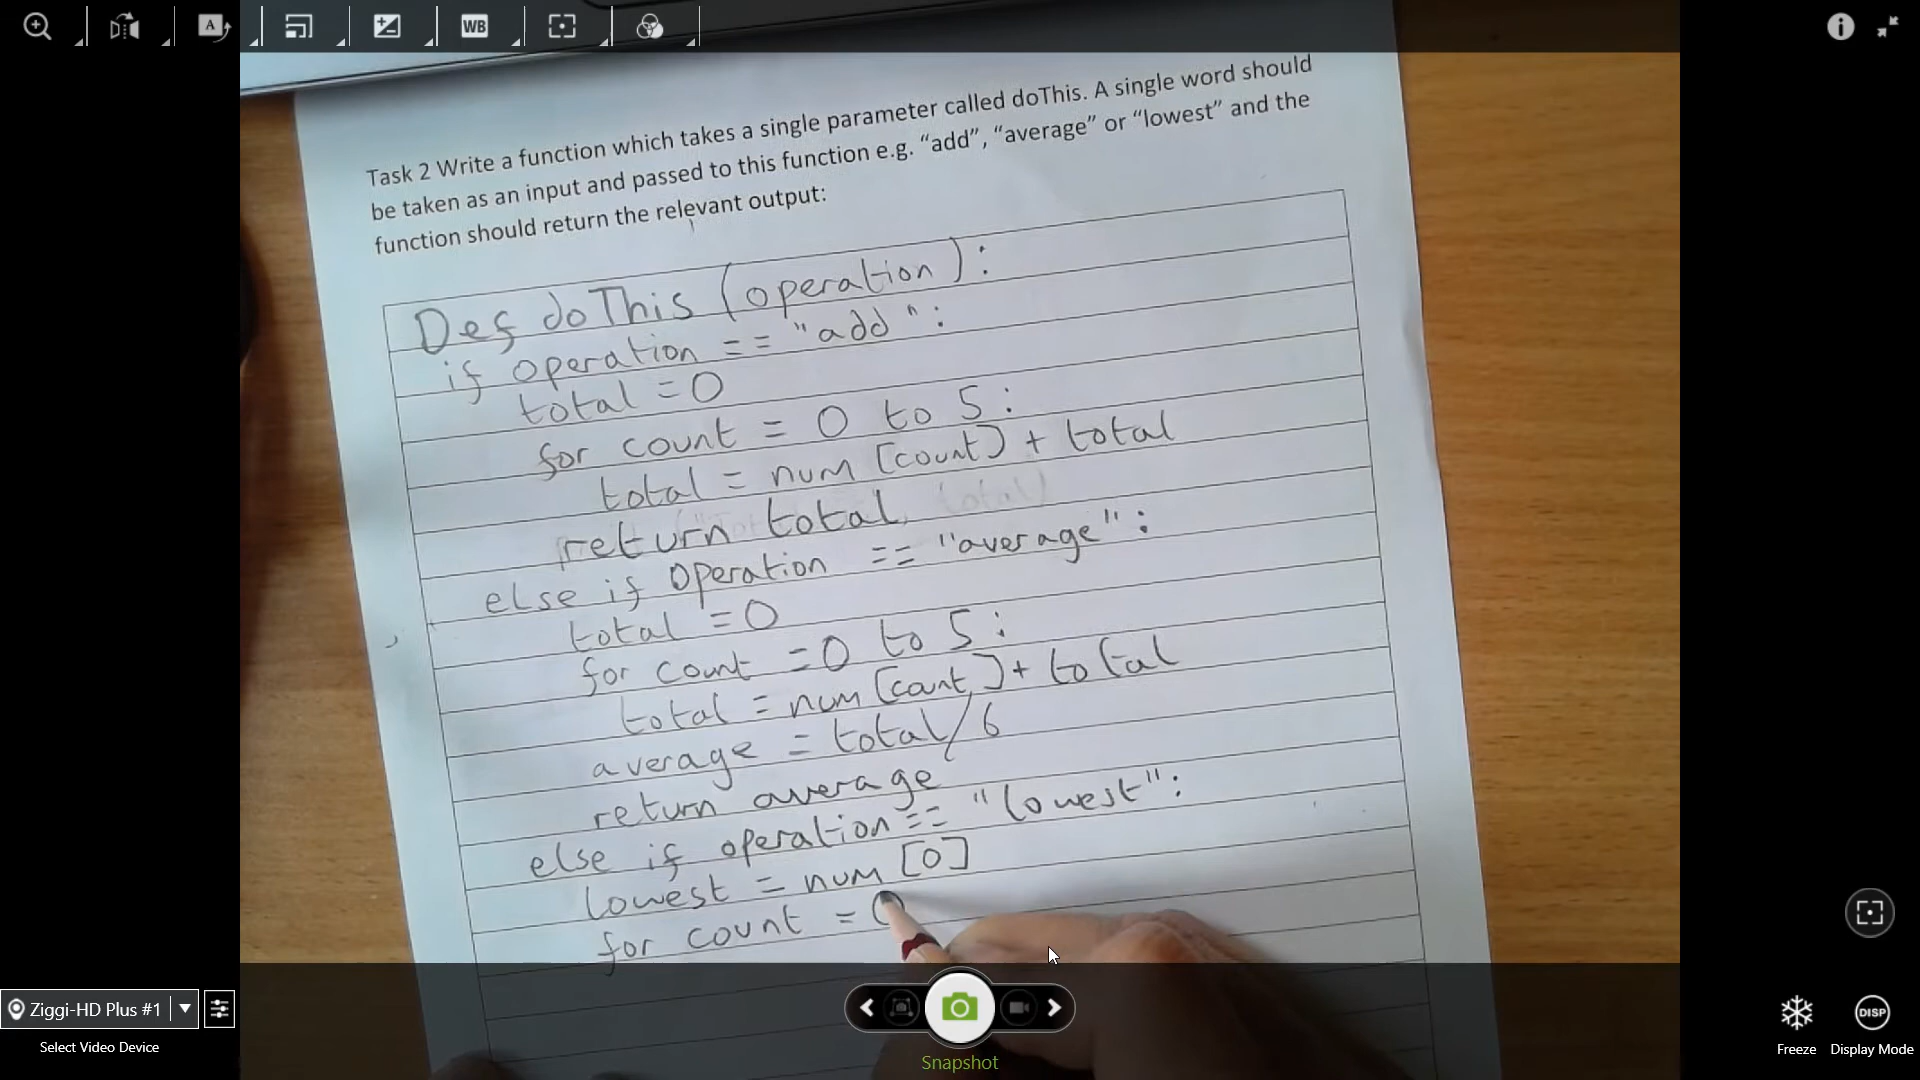 A
WB
Task 2 Write a function which takes a single parameter called doThis. A single word should
be taken as an input and passed to this function e.g. “add”, “average” or “lowest” and the
function should return the relevant output:
Def doThis (operation):
if operation == "add":
total = 0
for count = 0 to 5:
total = num [count] + total
return total
else if operation == "average":
total = 0
for count = 0 to 5:
total = num [count] + total
average = total/6
return average
else if operation == "lowest":
lowest = num [0]
for count = 0
Ziggi-HD Plus #1
Select Video Device
Snapshot
Freeze
DISP
Display Mode